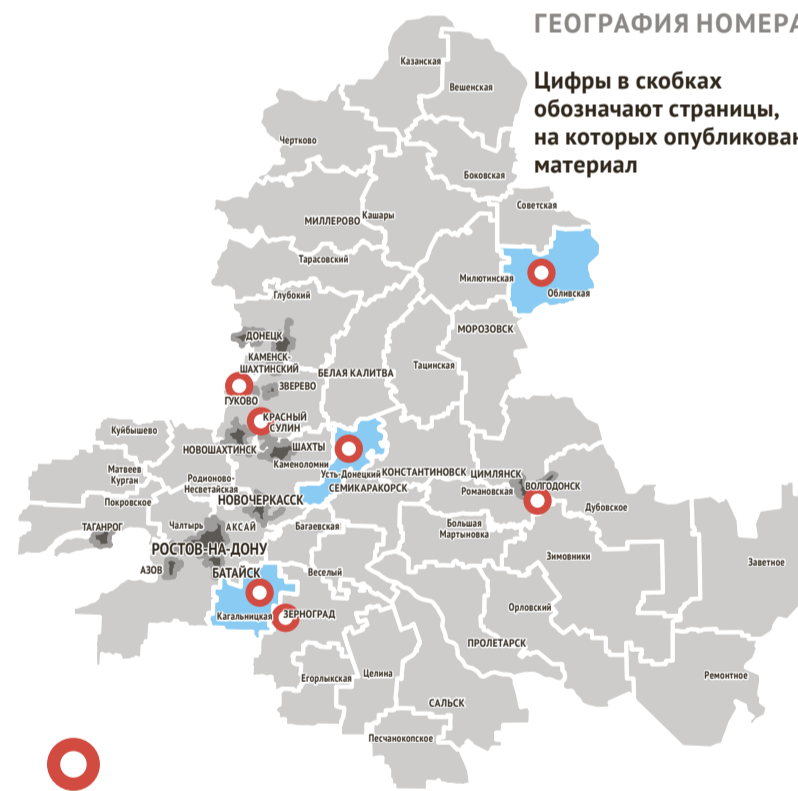 ГЕОГРАФИЯ НОМЕРА
Цифры в скобках
обозначают страницы,
на которых опубликован
материал
Казанская
Вешенская
Чертково
Боковская
Советская
МИЛЛЕРОВО
Кашары
Тарасовский
Милютинская
Обливская
Глубокий
МОРОЗОВСК
ДОНЕЦК
КАМЕНСК-
ШАХТИНСКИЙ
БЕЛАЯ КАЛИТВА
Тацинская
ЗВЕРЕВО
ГУКОВО
КРАСНЫЙ
СУЛИН
Куйбышево
НОВОШАХТИНСК
ШАХТЫ
Каменоломни
Матвеев
Курган
Родионово-
Несветайская
Усть-Донецкий
КОНСТАНТИНОВСК
ЦИМЛЯНСК
СЕМИКАРАКОРСК
Романовская
ВОЛГОДОНСК
Покровское
НОВОЧЕРКАССК
Дубовское
ТАГАНРОГ
Чалтырь
АКСАЙ
Багаевская
Большая
Мартыновка
РОСТОВ-НА-ДОНУ
Зимовники
Заветное
АЗОВ
БАТАЙСК
Веселый
Кагальницкая
ЗЕРНОГРАД
Орловский
ПРОЛЕТАРСК
Егорлыкская
Целина
Ремонтное
САЛЬСК
Песчанокопское